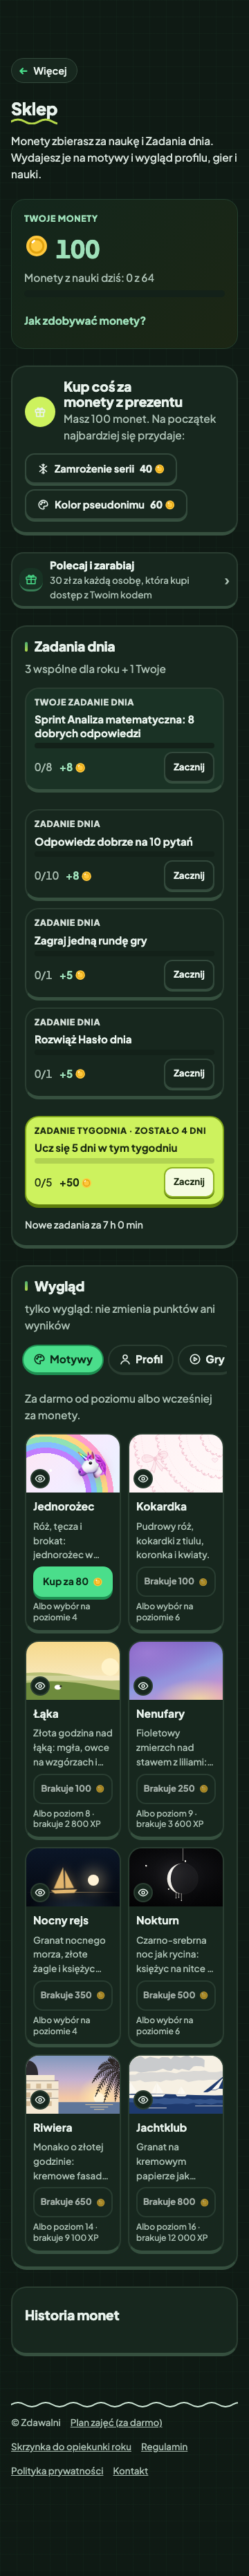 ← Więcej
Sklep
Monety zbierasz za naukę i Zadania dnia.
Wydajesz je na motywy i wygląd profilu, gier i
nauki.
TWOJE MONETY
100
Monety z nauki dziś: 0 z 64
Jak zdobywać monety?
Kup coś za
monety z prezentu
Masz 100 monet. Na początek
najbardziej się przydaje:
Zamrożenie serii 40
Kolor pseudonimu 60
Polecaj i zarabiaj
30 zł za każdą osobę, która kupi
dostęp z Twoim kodem
Zadania dnia
3 wspólne dla roku + 1 Twoje
TWOJE ZADANIE DNIA
Sprint Analiza matematyczna: 8
dobrych odpowiedzi
0/8 +8 Zacznij
ZADANIE DNIA
Odpowiedz dobrze na 10 pytań
0/10 +8 Zacznij
ZADANIE DNIA
Zagraj jedną rundę gry
0/1 +5 Zacznij
ZADANIE DNIA
Rozwiąż Hasło dnia
0/1 +5 Zacznij
ZADANIE TYGODNIA · ZOSTAŁO 4 DNI
Ucz się 5 dni w tym tygodniu
0/5 +50 Zacznij
Nowe zadania za 7 h 0 min
Wygląd
tylko wygląd: nie zmienia punktów ani
wyników
Motywy Profil Gry
Za darmo od poziomu albo wcześniej
za monety.
Jednorożec
Róż, tęcza i
brokat:
jednorożec w…
Kup za 80
Albo wybór na
poziomie 4
Kokardka
Pudrowy róż,
kokardki z tiulu,
koronka i kwiaty.
Brakuje 100
Albo wybór na
poziomie 6
Łąka
Złota godzina nad
łąką: mgła, owce
na wzgórzach i…
Brakuje 100
Albo poziom 8 ·
brakuje 2 800 XP
Nenufary
Fioletowy
zmierzch nad
stawem z liliami:…
Brakuje 250
Albo poziom 9 ·
brakuje 3 600 XP
Nocny rejs
Granat nocnego
morza, złote
żagle i księżyc…
Brakuje 350
Albo wybór na
poziomie 4
Nokturn
Czarno-srebrna
noc jak rycina:
księżyc na nitce …
Brakuje 500
Albo wybór na
poziomie 6
Riwiera
Monako o złotej
godzinie:
kremowe fasad…
Brakuje 650
Albo poziom 14 ·
brakuje 9 100 XP
Jachtklub
Granat na
kremowym
papierze jak…
Brakuje 800
Albo poziom 16 ·
brakuje 12 000 XP
Historia monet
© Zdawalni Plan zajęć (za darmo)
Skrzynka do opiekunki roku Regulamin
Polityka prywatności Kontakt